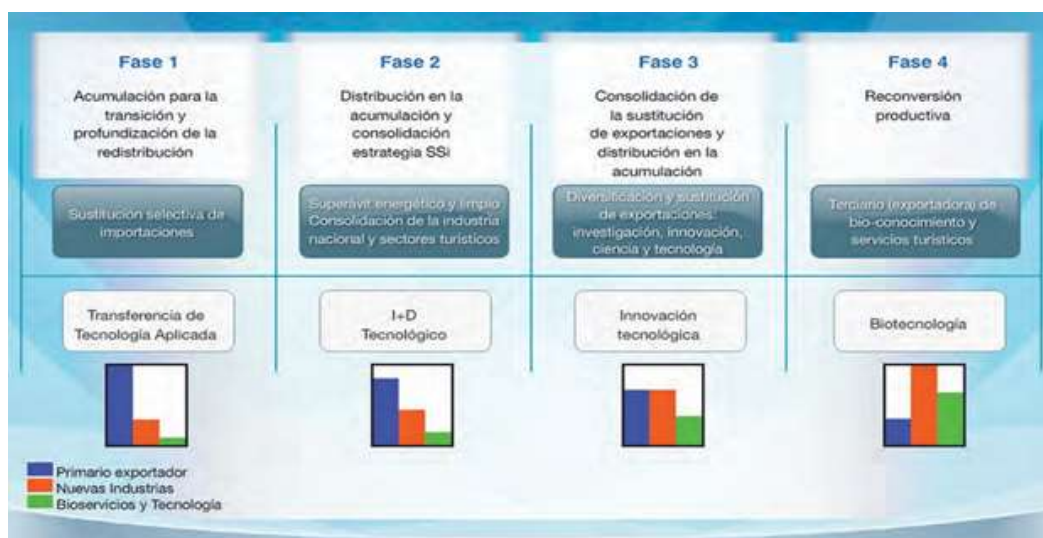 Fase 1
Acumulación para la
transición y
profundización de la
redistribución
Sustitución selectiva de
importaciones
Transferencia de
Tecnología Aplicada
Fase 2
Distribución en la
acumulación y
consolidación
estrategia SSi
Superávit energético y limpio
Consolidación de la industria
nacional y sectores turísticos
I+D
Tecnológico
Fase 3
Consolidación de
la sustitución
de exportaciones y
distribución en la
acumulación
Diversificación y sustitución
de exportaciones:
investigación, innovación,
ciencia y tecnología
Innovación
tecnológica
Fase 4
Reconversión
productiva
Terciario (exportadora) de
bio-conocimiento y
servicios turísticos
Biotecnología
Primario exportador
Nuevas Industrias
Bioservicios y Tecnología